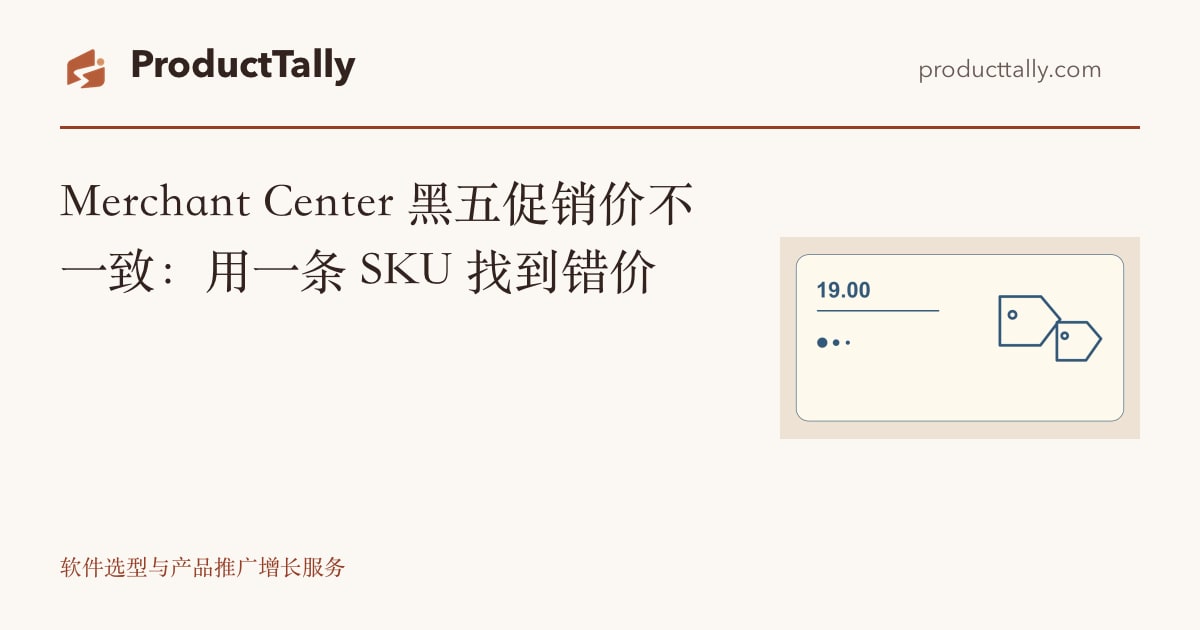 ProductTally
producttally.com
Merchant Center 黑五促销价不
一致：用一条 SKU 找到错价
19.00
软件选型与产品推广增长服务